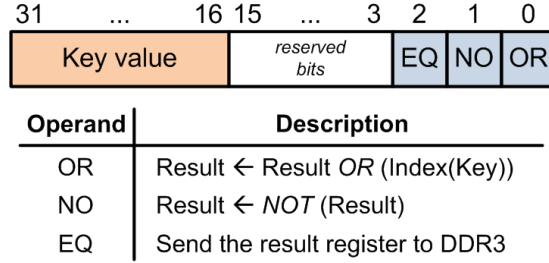 31 ... 16 15 ... 3 2 1 0
Key value reserved bits EQ NO OR
Operand Description
OR Result ← Result OR (Index(Key))
NO Result ← NOT (Result)
EQ Send the result register to DDR3